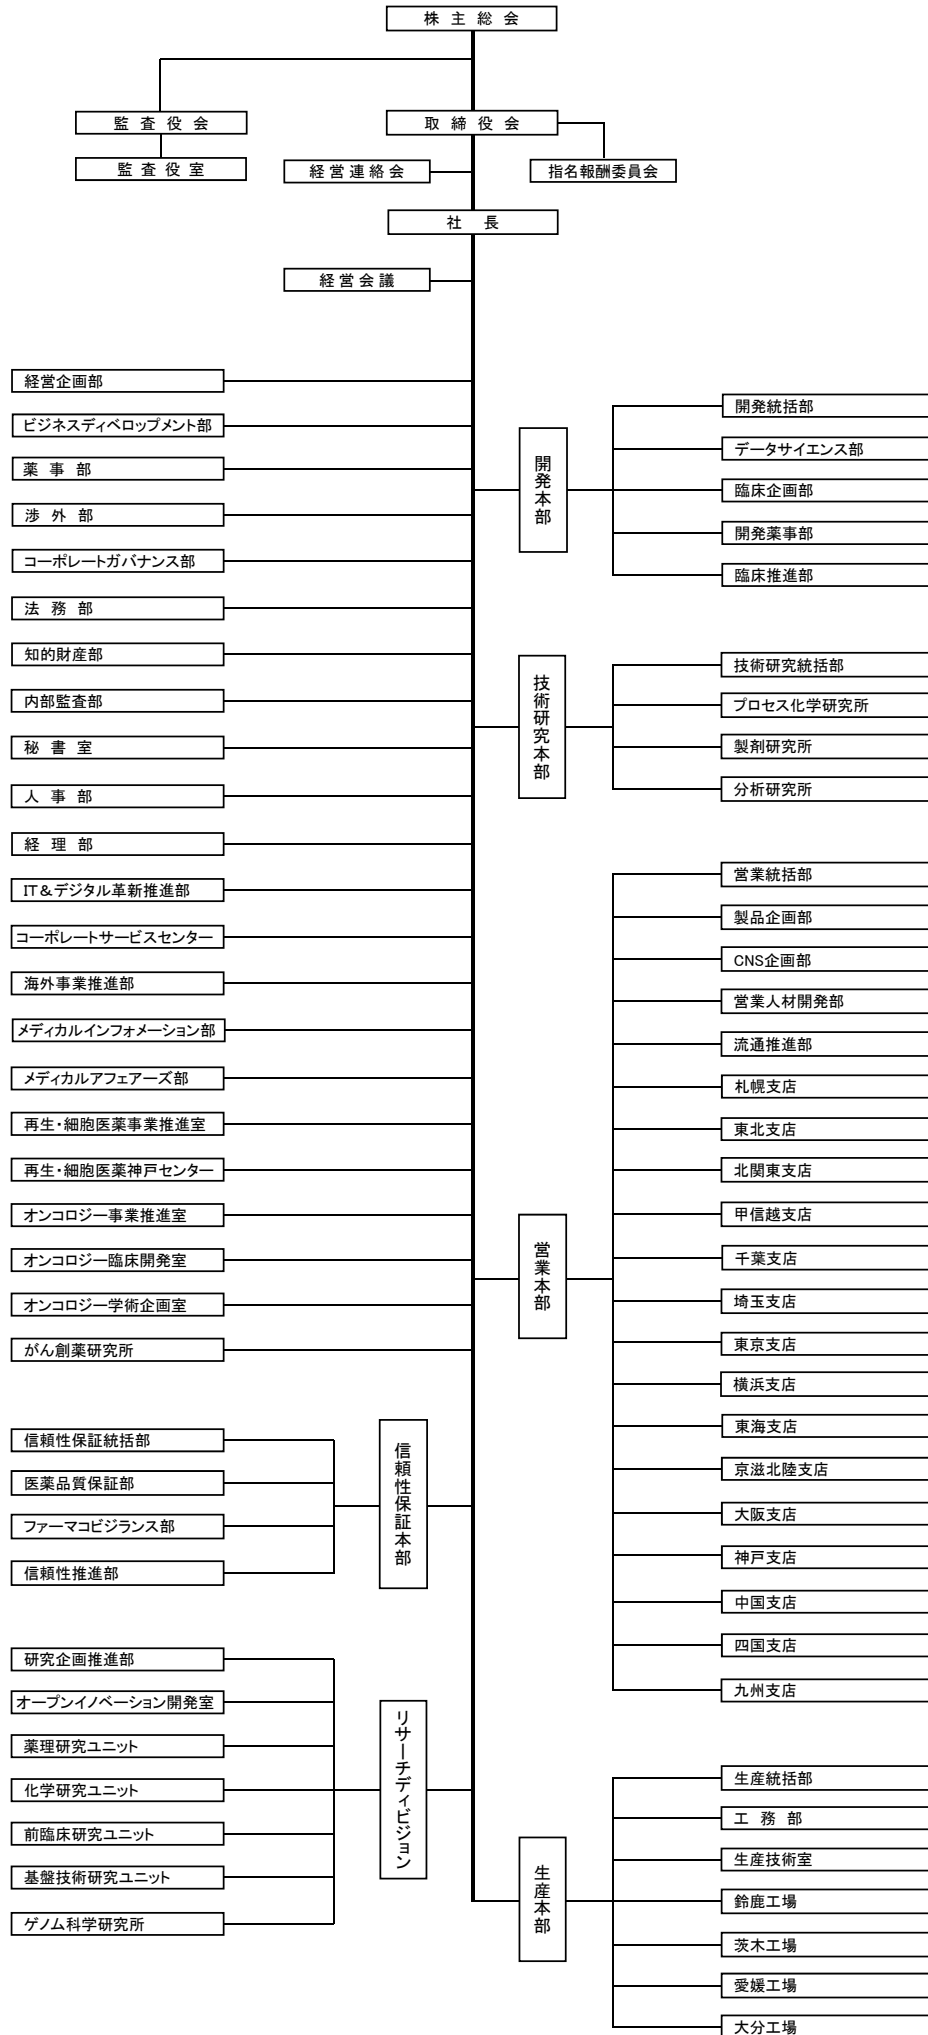 株 主 総 会
監 査 役 会
取 締 役 会
監 査 役 室
経 営 連 絡 会
指名報酬委員会
社 長
経 営 会 議
経営企画部
ビジネスディベロップメント部
薬 事 部
渉 外 部
コーポレートガバナンス部
法 務 部
知的財産部
内部監査部
秘 書 室
人 事 部
経 理 部
IT&デジタル革新推進部
コーポレートサービスセンター
海外事業推進部
メディカルインフォメーション部
メディカルアフェアーズ部
再生・細胞医薬事業推進室
再生・細胞医薬神戸センター
オンコロジー事業推進室
オンコロジー臨床開発室
オンコロジー学術企画室
がん創薬研究所
信頼性保証本部
信頼性保証統括部
医薬品質保証部
ファーマコビジランス部
信頼性推進部
リサーチディビジョン
研究企画推進部
オープンイノベーション開発室
薬理研究ユニット
化学研究ユニット
前臨床研究ユニット
基盤技術研究ユニット
ゲノム科学研究所
開発本部
開発統括部
データサイエンス部
臨床企画部
開発薬事部
臨床推進部
技術研究本部
技術研究統括部
プロセス化学研究所
製剤研究所
分析研究所
営業本部
営業統括部
製品企画部
CNS企画部
営業人材開発部
流通推進部
札幌支店
東北支店
北関東支店
甲信越支店
千葉支店
埼玉支店
東京支店
横浜支店
東海支店
京滋北陸支店
大阪支店
神戸支店
中国支店
四国支店
九州支店
生産本部
生産統括部
工 務 部
生産技術室
鈴鹿工場
茨木工場
愛媛工場
大分工場